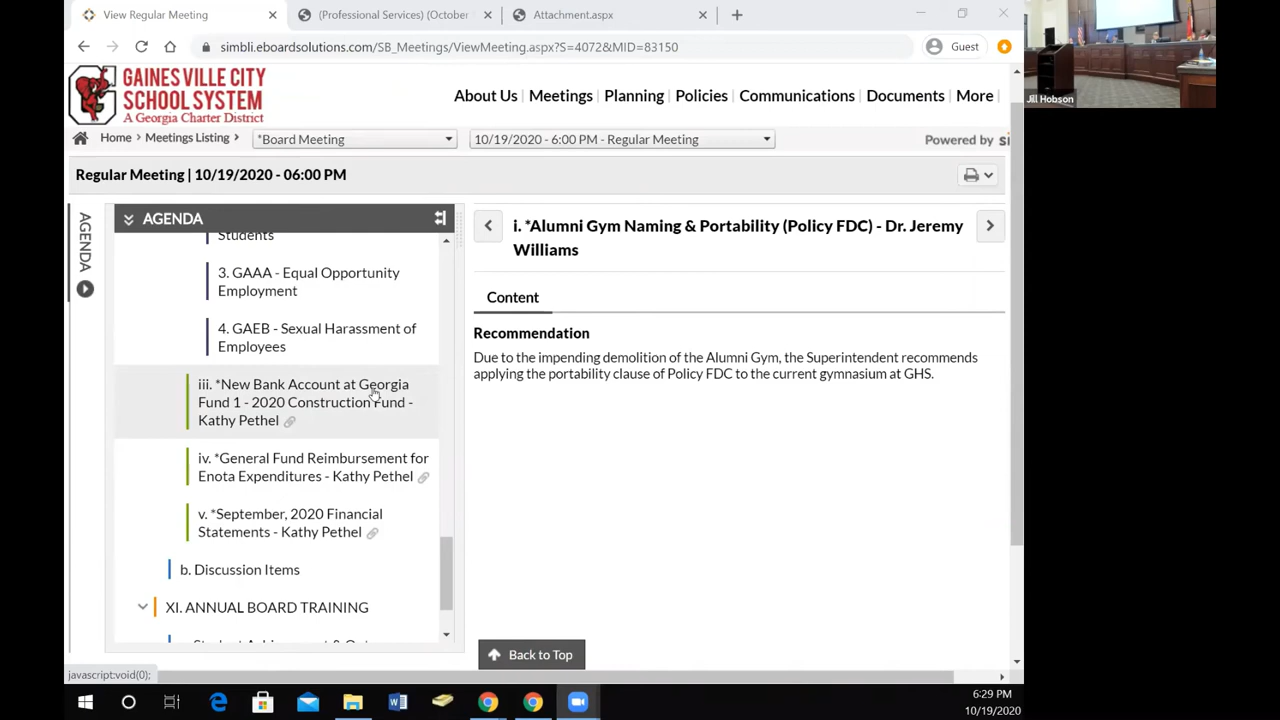 View Regular Meeting
(Professional Services) (October
Attachment.aspx
simbli.eboardsolutions.com/SB_Meetings/ViewMeeting.aspx?S=4072&MID=83150
Guest
Jill Hobson
GAINESVILLE CITY
SCHOOL SYSTEM
A Georgia Charter District
About Us
Meetings
Planning
Policies
Communications
Documents
More
Home
Meetings Listing
*Board Meeting
10/19/2020 - 6:00 PM - Regular Meeting
Powered by si
Regular Meeting | 10/19/2020 - 06:00 PM
AGENDA
AGENDA
Students
3. GAAA - Equal Opportunity
Employment
4. GAEB - Sexual Harassment of
Employees
iii. *New Bank Account at Georgia
Fund 1 - 2020 Construction Fund -
Kathy Pethel
iv. *General Fund Reimbursement for
Enota Expenditures - Kathy Pethel
v. *September, 2020 Financial
Statements - Kathy Pethel
b. Discussion Items
XI. ANNUAL BOARD TRAINING
i. *Alumni Gym Naming & Portability (Policy FDC) - Dr. Jeremy
Williams
Content
Recommendation
Due to the impending demolition of the Alumni Gym, the Superintendent recommends
applying the portability clause of Policy FDC to the current gymnasium at GHS.
Back to Top
javascript:void(0);
6:29 PM
10/19/2020